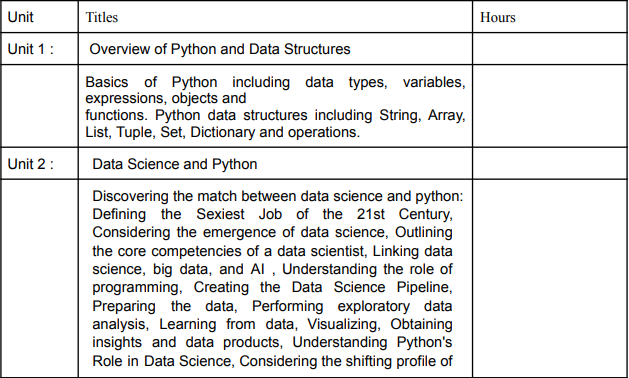 Unit Titles Hours
Unit 1 : Overview of Python and Data Structures
Basics of Python including data types, variables,
expressions, objects and
functions. Python data structures including String, Array,
List, Tuple, Set, Dictionary and operations.
Unit 2 : Data Science and Python
Discovering the match between data science and python:
Defining the Sexiest Job of the 21st Century,
Considering the emergence of data science, Outlining
the core competencies of a data scientist, Linking data
science, big data, and AI , Understanding the role of
programming, Creating the Data Science Pipeline,
Preparing the data, Performing exploratory data
analysis, Learning from data, Visualizing, Obtaining
insights and data products, Understanding Python's
Role in Data Science, Considering the shifting profile of